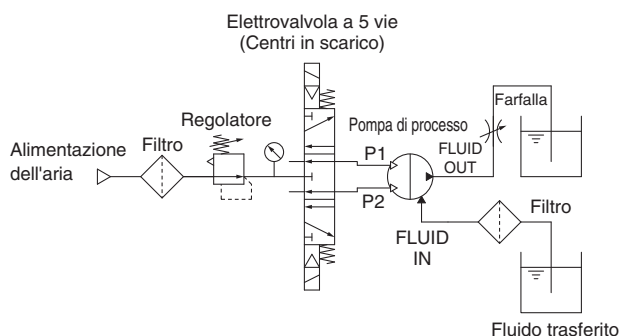 Elettrovalvola a 5 vie
(Centri in scarico)
Regolatore
Filtro
Alimentazione
dell'aria
Pompa di processo
P1
P2
Farfalla
FLUID
OUT
FLUID
IN
Filtro
Fluido trasferito